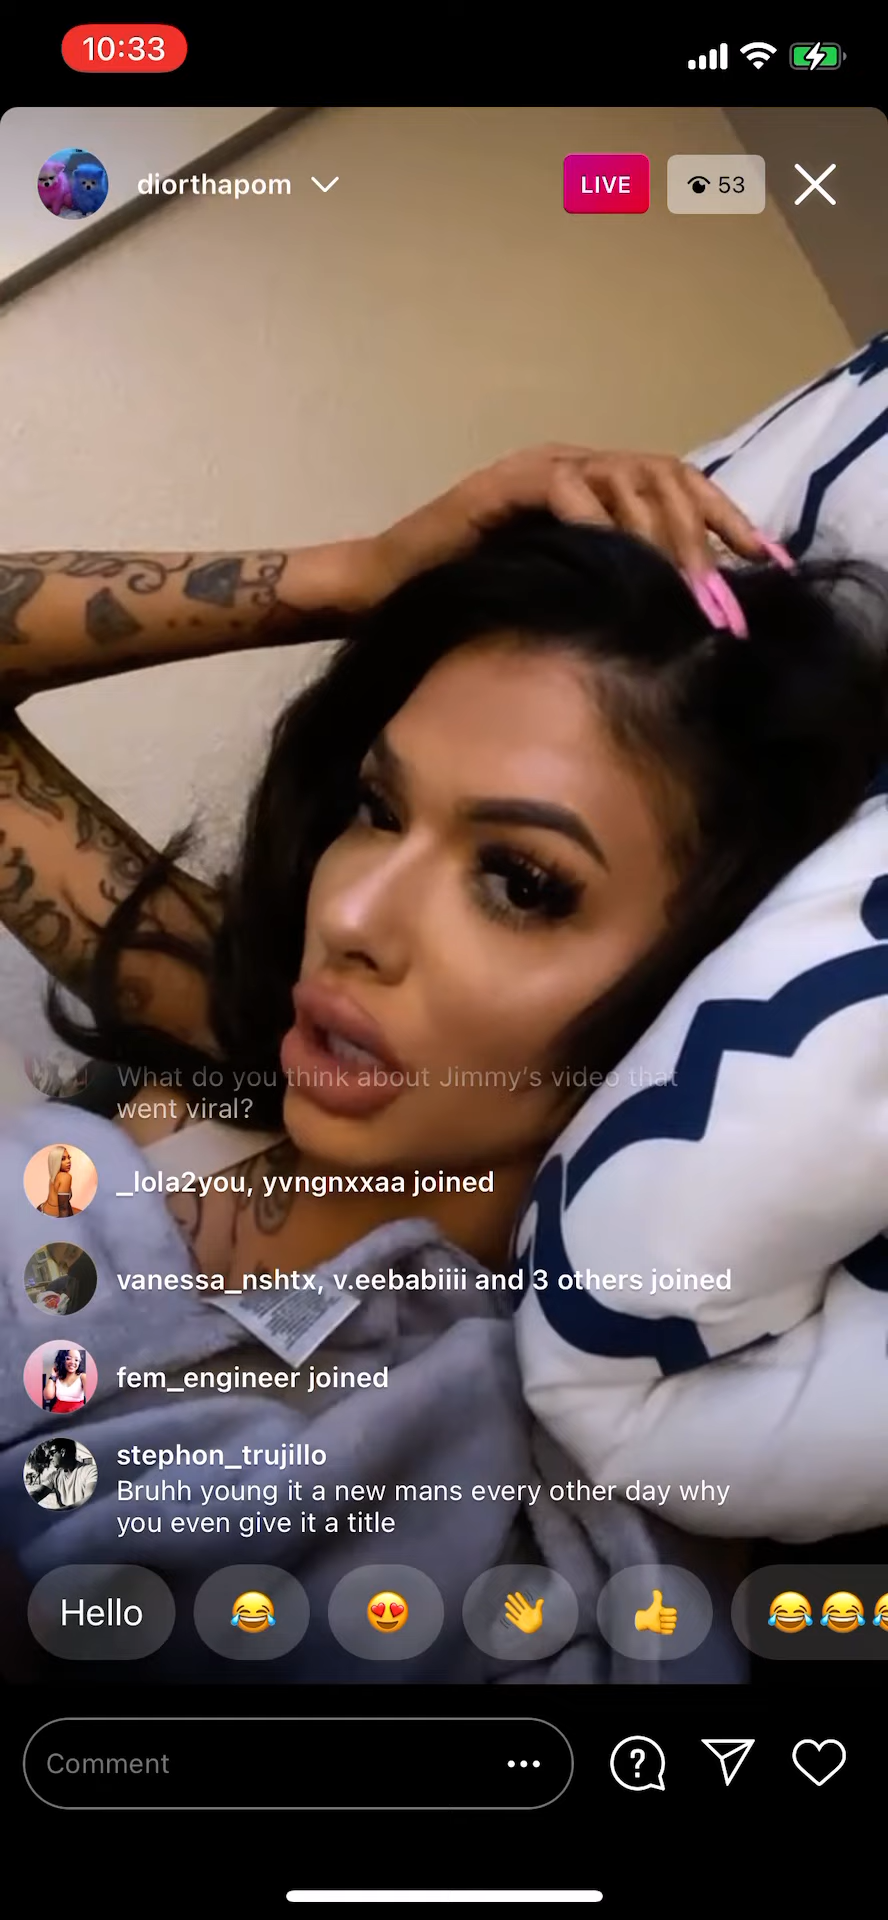 10:33
diorthapom
LIVE
53
What do you think about Jimmy's video that
went viral?
_lola2you, yvngnxxaa joined
vanessa_nshtx, v.eebabiiii and 3 others joined
fem_engineer joined
stephon_trujillo
Bruhh young it a new mans every other day why
you even give it a title
Hello
Comment